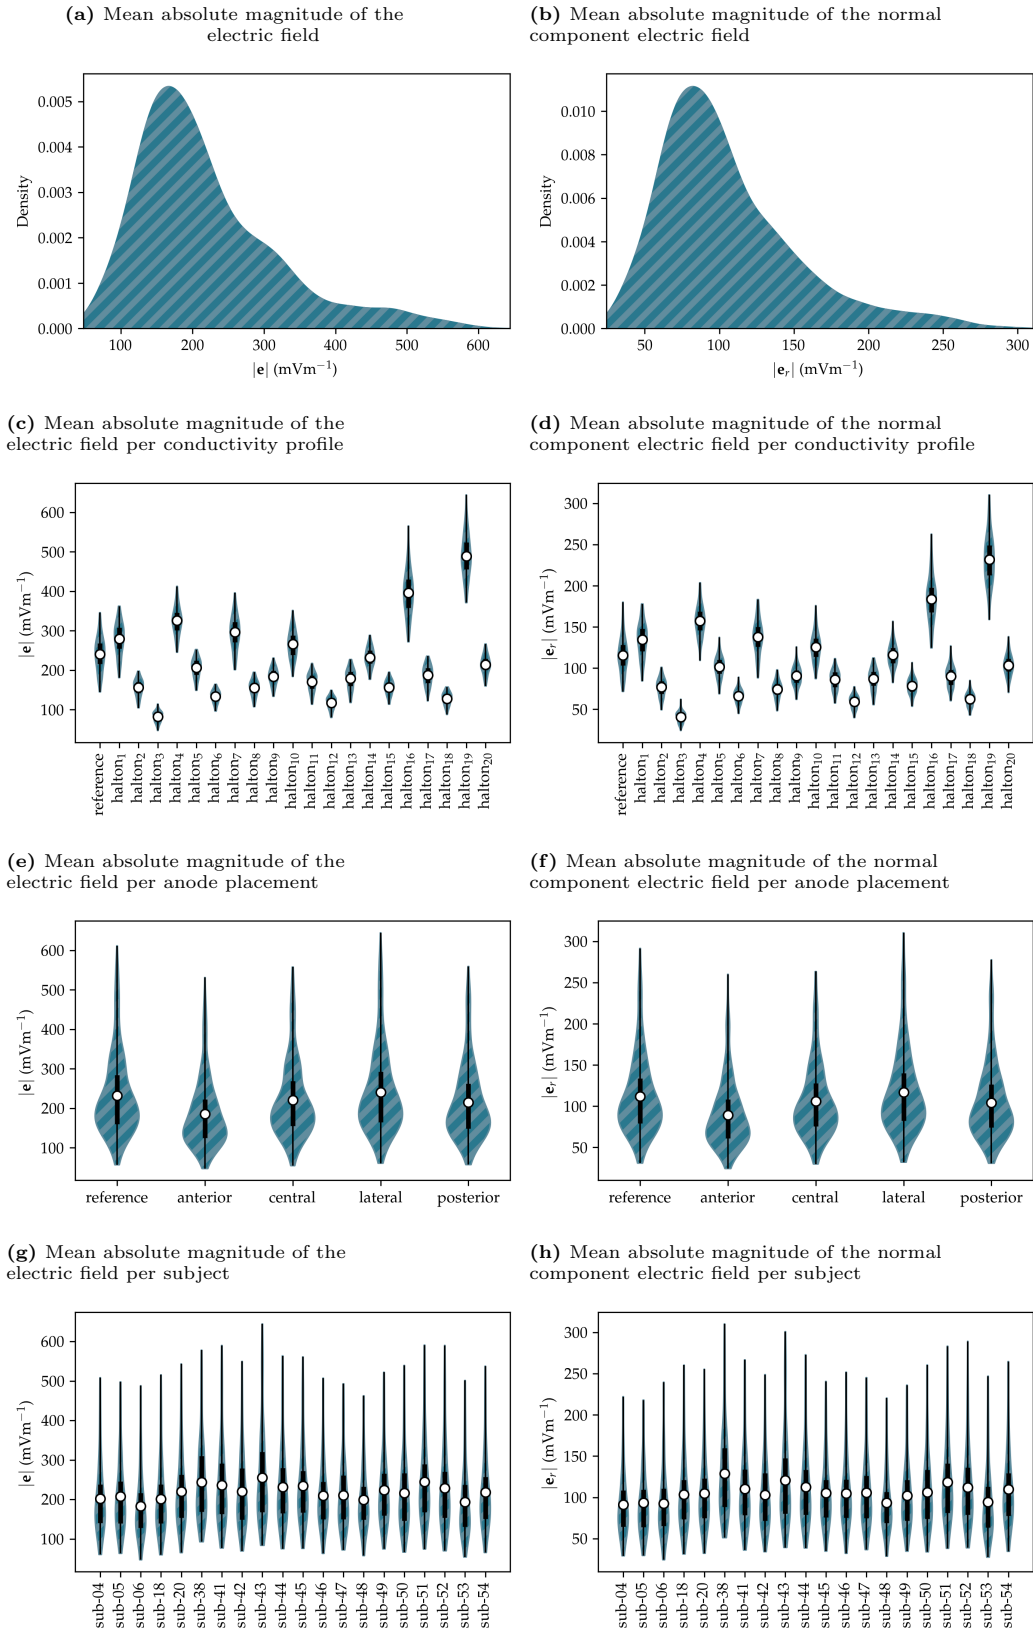 (a) Mean absolute magnitude of the
electric field
(b) Mean absolute magnitude of the normal
component electric field
0.005
0.004
0.003
0.002
0.001
0.000
Density
100 200 300 400 500 600
|e| (mVm−1)
0.010
0.008
0.006
0.004
0.002
0.000
Density
50 100 150 200 250 300
|er| (mVm−1)
(c) Mean absolute magnitude of the
electric field per conductivity profile
(d) Mean absolute magnitude of the normal
component electric field per conductivity profile
600
500
400
300
200
100
|e| (mVm−1)
reference
halton1
halton2
halton3
halton4
halton5
halton6
halton7
halton8
halton9
halton10
halton11
halton12
halton13
halton14
halton15
halton16
halton17
halton18
halton19
halton20
300
250
200
150
100
50
|er| (mVm−1)
reference
halton1
halton2
halton3
halton4
halton5
halton6
halton7
halton8
halton9
halton10
halton11
halton12
halton13
halton14
halton15
halton16
halton17
halton18
halton19
halton20
(e) Mean absolute magnitude of the
electric field per anode placement
(f) Mean absolute magnitude of the normal
component electric field per anode placement
600
500
400
300
200
100
|e| (mVm−1)
reference anterior central lateral posterior
300
250
200
150
100
50
|er| (mVm−1)
reference anterior central lateral posterior
(g) Mean absolute magnitude of the
electric field per subject
(h) Mean absolute magnitude of the normal
component electric field per subject
600
500
400
300
200
100
|e| (mVm−1)
sub-04
sub-05
sub-06
sub-18
sub-20
sub-38
sub-41
sub-42
sub-43
sub-44
sub-45
sub-46
sub-47
sub-48
sub-49
sub-50
sub-51
sub-52
sub-53
sub-54
300
250
200
150
100
50
|er| (mVm−1)
sub-04
sub-05
sub-06
sub-18
sub-20
sub-38
sub-41
sub-42
sub-43
sub-44
sub-45
sub-46
sub-47
sub-48
sub-49
sub-50
sub-51
sub-52
sub-53
sub-54